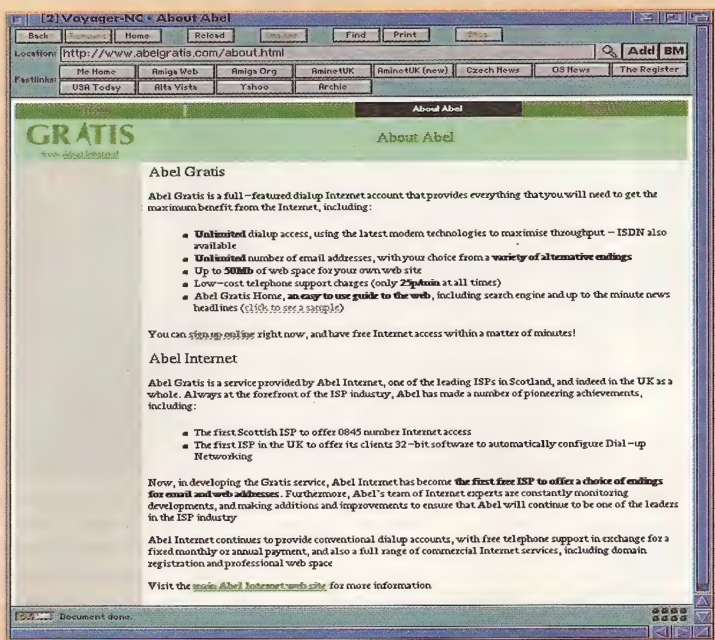 [2] Voyager-NC • About Abel
Back Home Reload Find Print
Location: http://www.abelgratis.com/about.html Add BM
Fastlinks: Me Home Amiga Web Amiga Org AminetUK AminetUK (new) Czech News OS News The Register
USA Today Alta Vista Yahoo Archie
About Abel
GRATIS
from Abel Internet
About Abel
Abel Gratis
Abel Gratis is a full-featured dialup Internet account that provides everything that you will need to get the
maximum benefit from the Internet, including:
Unlimited dialup access, using the latest modem technologies to maximise throughput – ISDN also
available
Unlimited number of email addresses, with your choice from a variety of alternative endings
Up to 50Mb of web space for your own web site
Low-cost telephone support charges (only 25p/min at all times)
Abel Gratis Home, an easy to use guide to the web, including search engine and up to the minute news
headlines (click to see a sample)
You can sign up online right now, and have free Internet access within a matter of minutes!
Abel Internet
Abel Gratis is a service provided by Abel Internet, one of the leading ISPs in Scotland, and indeed in the UK as a
whole. Always at the forefront of the ISP industry, Abel has made a number of pioneering achievements,
including:
The first Scottish ISP to offer 0845 number Internet access
The first ISP in the UK to offer its clients 32-bit software to automatically configure Dial-up
Networking
Now, in developing the Gratis service, Abel Internet has become the first free ISP to offer a choice of endings
for email and web addresses. Furthermore, Abel's team of Internet experts are constantly monitoring
developments, and making additions and improvements to ensure that Abel will continue to be one of the leaders
in the ISP industry
Abel Internet continues to provide conventional dialup accounts, with free telephone support in exchange for a
fixed monthly or annual payment, and also a full range of commercial Internet services, including domain
registration and professional web space
Visit the main Abel Internet web site for more information
Document done.